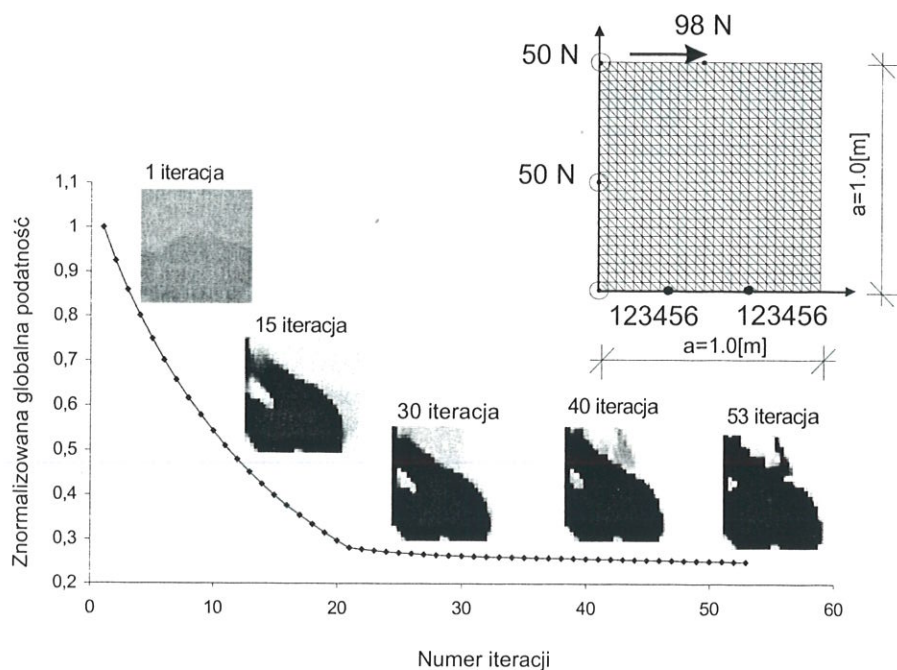 98 N
50 N
50 N
a=1.0[m]
123456 123456
a=1.0[m]
1 iteracja
15 iteracja
30 iteracja
40 iteracja
53 iteracja
Znormalizowana globalna podatność
1,1
1
0,9
0,8
0,7
0,6
0,5
0,4
0,3
0,2
0 10 20 30 40 50 60
Numer iteracji